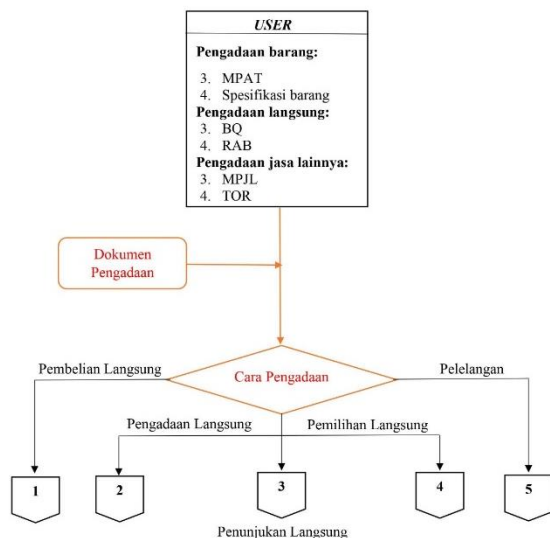 USER
Pengadaan barang:
3. MPAT
4. Spesifikasi barang
Pengadaan langsung:
3. BQ
4. RAB
Pengadaan jasa lainnya:
3. MPJL
4. TOR
Dokumen
Pengadaan
Cara Pengadaan
Pembelian Langsung
Pelelangan
Pengadaan Langsung
Pemilihan Langsung
1
2
3
4
5
Penunjukan Langsung